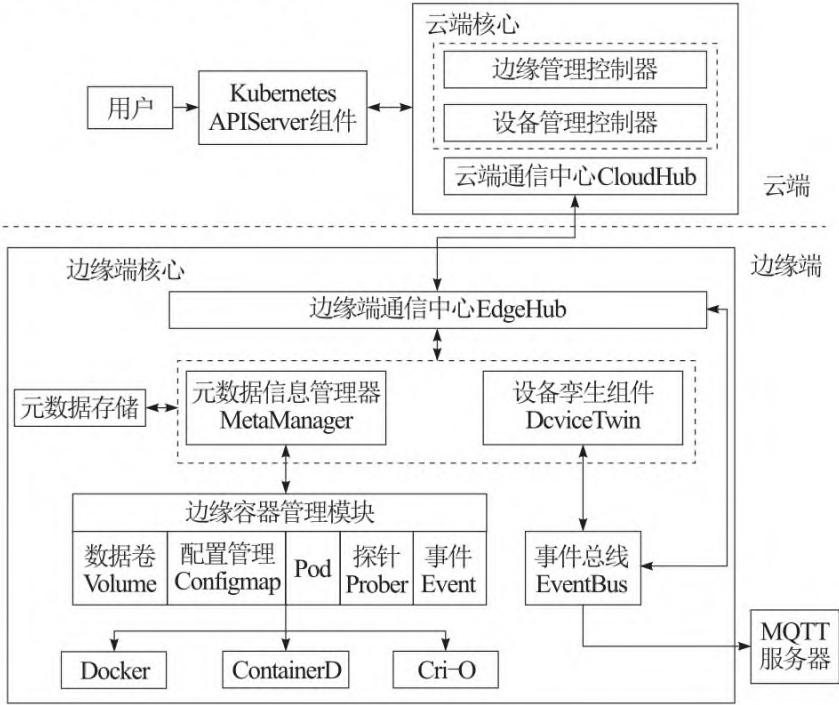 云端核心
边缘管理控制器
设备管理控制器
云端通信中心CloudHub
用户
Kubernetes
APIServer组件
云端
边缘端核心
边缘端
边缘端通信中心EdgeHub
元数据存储
元数据信息管理器
MetaManager
设备孪生组件
DcviceTwin
边缘容器管理模块
数据卷
Volume
配置管理
Configmap
Pod
探针
Prober
事件
Event
事件总线
EventBus
Docker
ContainerD
Cri-O
MQTT
服务器